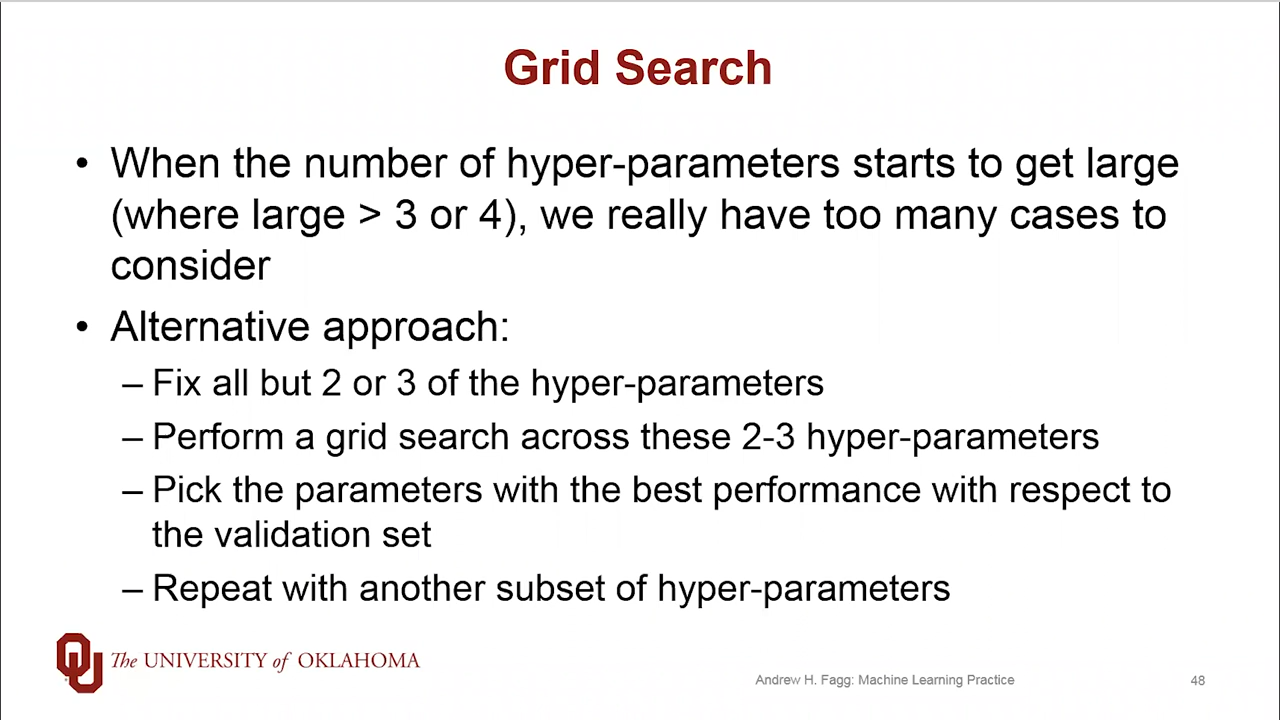 Grid Search
• When the number of hyper-parameters starts to get large
(where large > 3 or 4), we really have too many cases to
consider
• Alternative approach:
– Fix all but 2 or 3 of the hyper-parameters
– Perform a grid search across these 2-3 hyper-parameters
– Pick the parameters with the best performance with respect to
the validation set
– Repeat with another subset of hyper-parameters
The UNIVERSITY of OKLAHOMA
Andrew H. Fagg: Machine Learning Practice
48